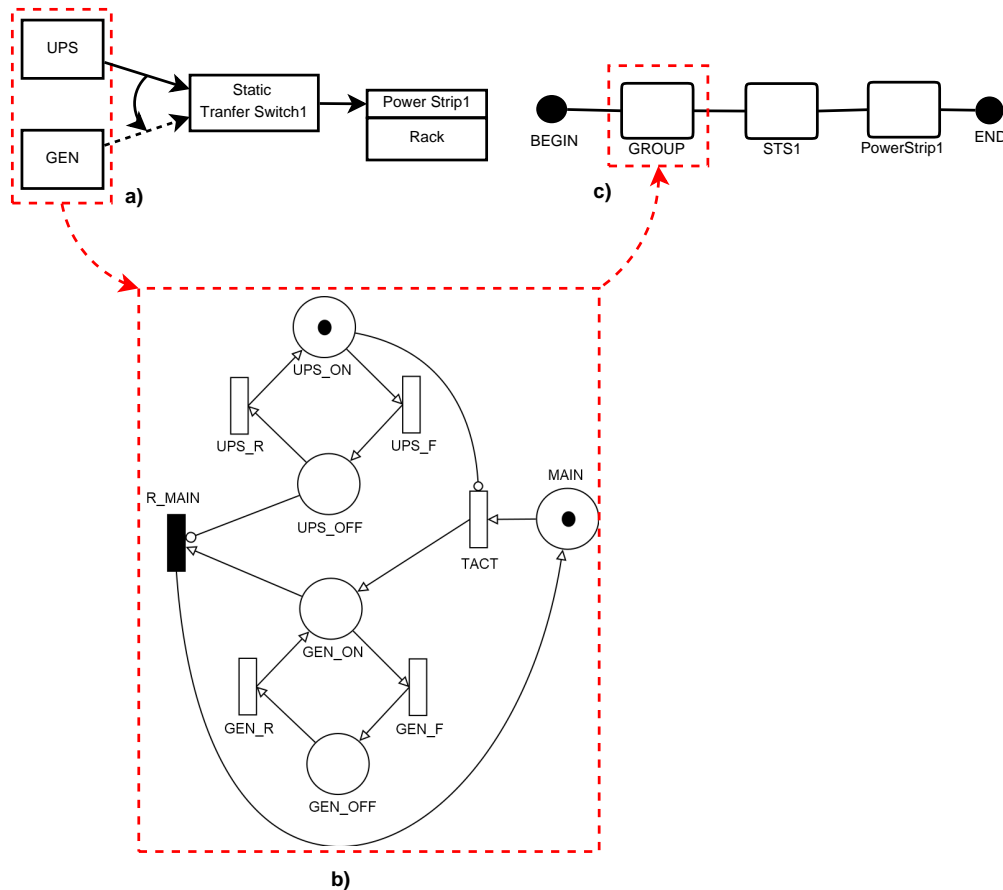 UPS
GEN
Static
Tranfer Switch1
Power Strip1
Rack
a)
BEGIN
GROUP
STS1
PowerStrip1
END
c)
UPS_ON
UPS_R
UPS_F
UPS_OFF
MAIN
R_MAIN
TACT
GEN_ON
GEN_R
GEN_F
GEN_OFF
b)